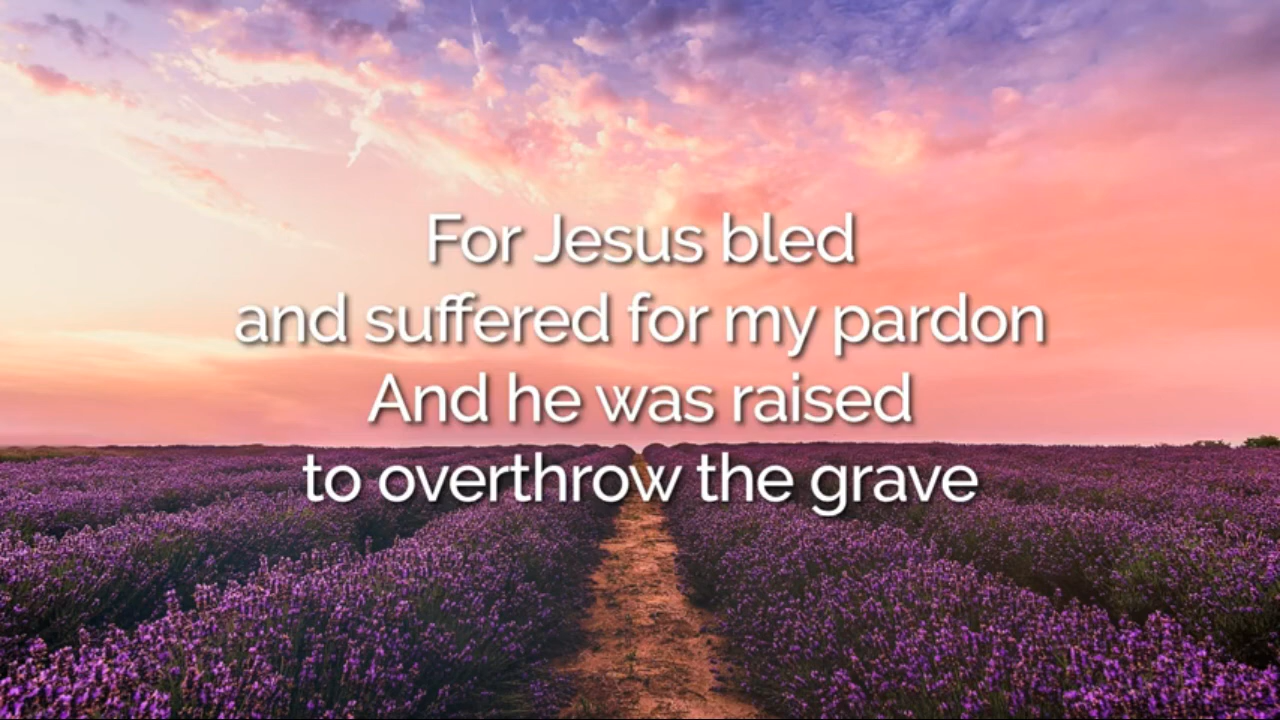 For Jesus bled
and suffered for my pardon
And he was raised
to overthrow the grave